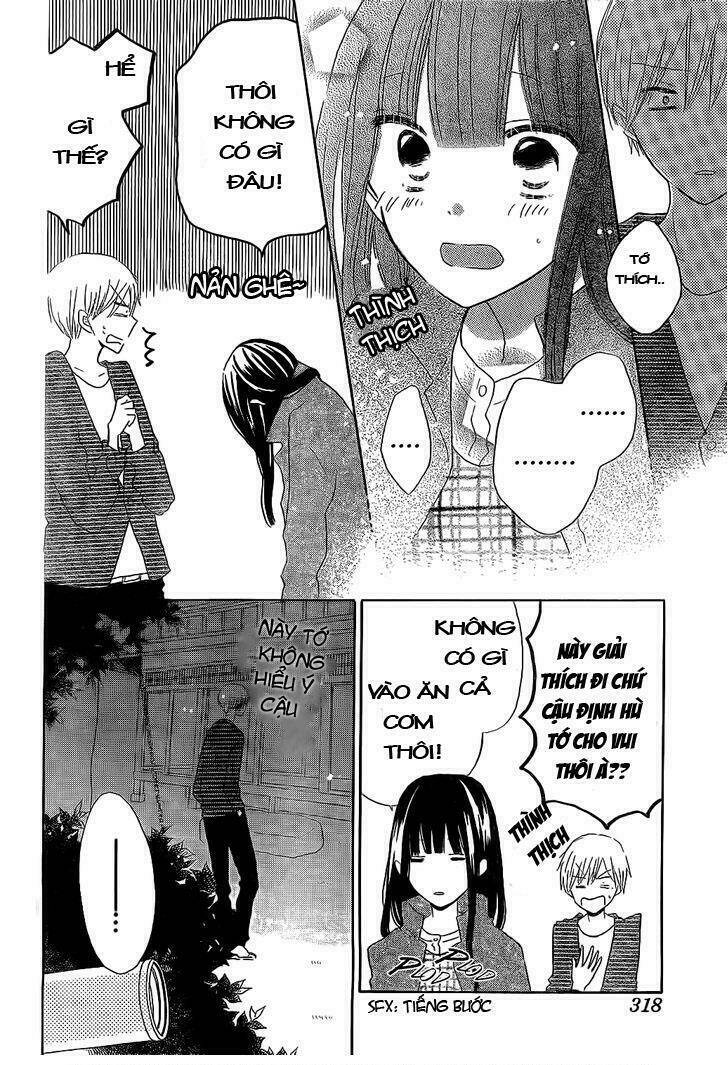 TỚ
THÍCH..
.......
........
....
THÌNH
THỊCH
THÔI
KHÔNG
CÓ GÌ
ĐÂU!
NẢN GHÊ~
HỂ
GÌ
THẾ?
NÀY GIẢI
THÍCH ĐI CHỨ
CẬU ĐỊNH HÙ
TỚ CHO VUI
THÔI À??
THÌNH
THỊCH
KHÔNG
CÓ GÌ
CẢ
VÀO ĂN
CƠM
THÔI!
PLOD
PLOD
SFX: TIẾNG BƯỚC
318
NÀY TỚ
KHÔNG
HIỂU Ý
CẬU